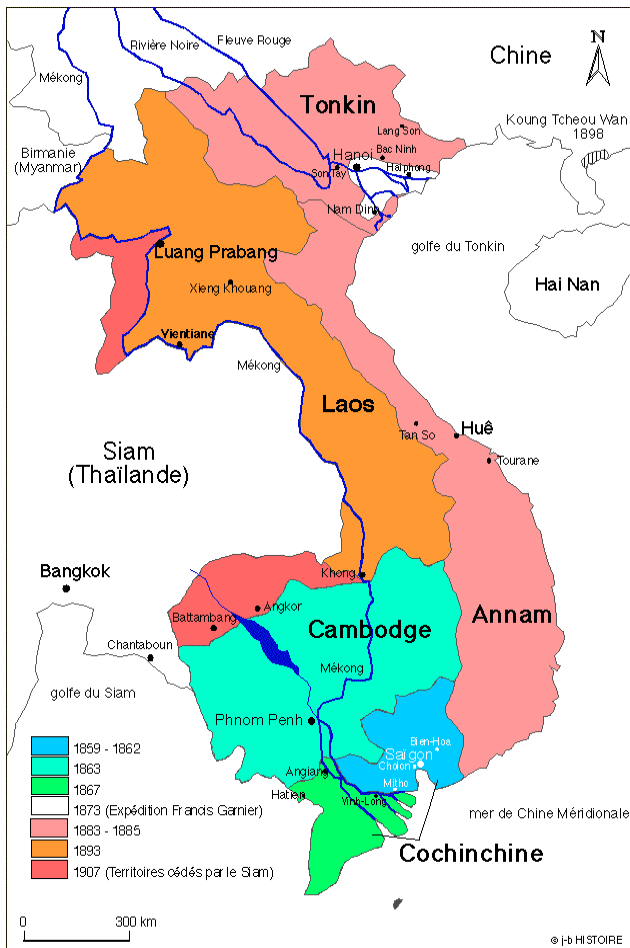 Fleuve Rouge
Rivière Noire
Chine
N
Mékong
Tonkin
Koung Tcheou Wan
1898
Lang Son
Bac Ninh
Hanoi
Birmanie
(Myanmar)
Son Tay
Haiphong
Nam Dinh
golfe du Tonkin
Luang Prabang
Hai Nan
Xieng Khouang
Vientiane
Mékong
Laos
Huê
Tan So
Siam
(Thaïlande)
Tourane
Bangkok
Khong
Angkor
Battambang
Annam
Cambodge
Chantaboun
Mékong
golfe du Siam
Phnom Penh
Bien-Hoa
Saïgon
Cholon
Angiang
Mitho
Hatien
Vinh-Long
mer de Chine Méridionale
Cochinchine
1859 - 1862
1863
1867
1873 (Expédition Francis Garnier)
1883 - 1885
1893
1907 (Territoires cédés par le Siam)
0 300 km
© j-b HISTOIRE